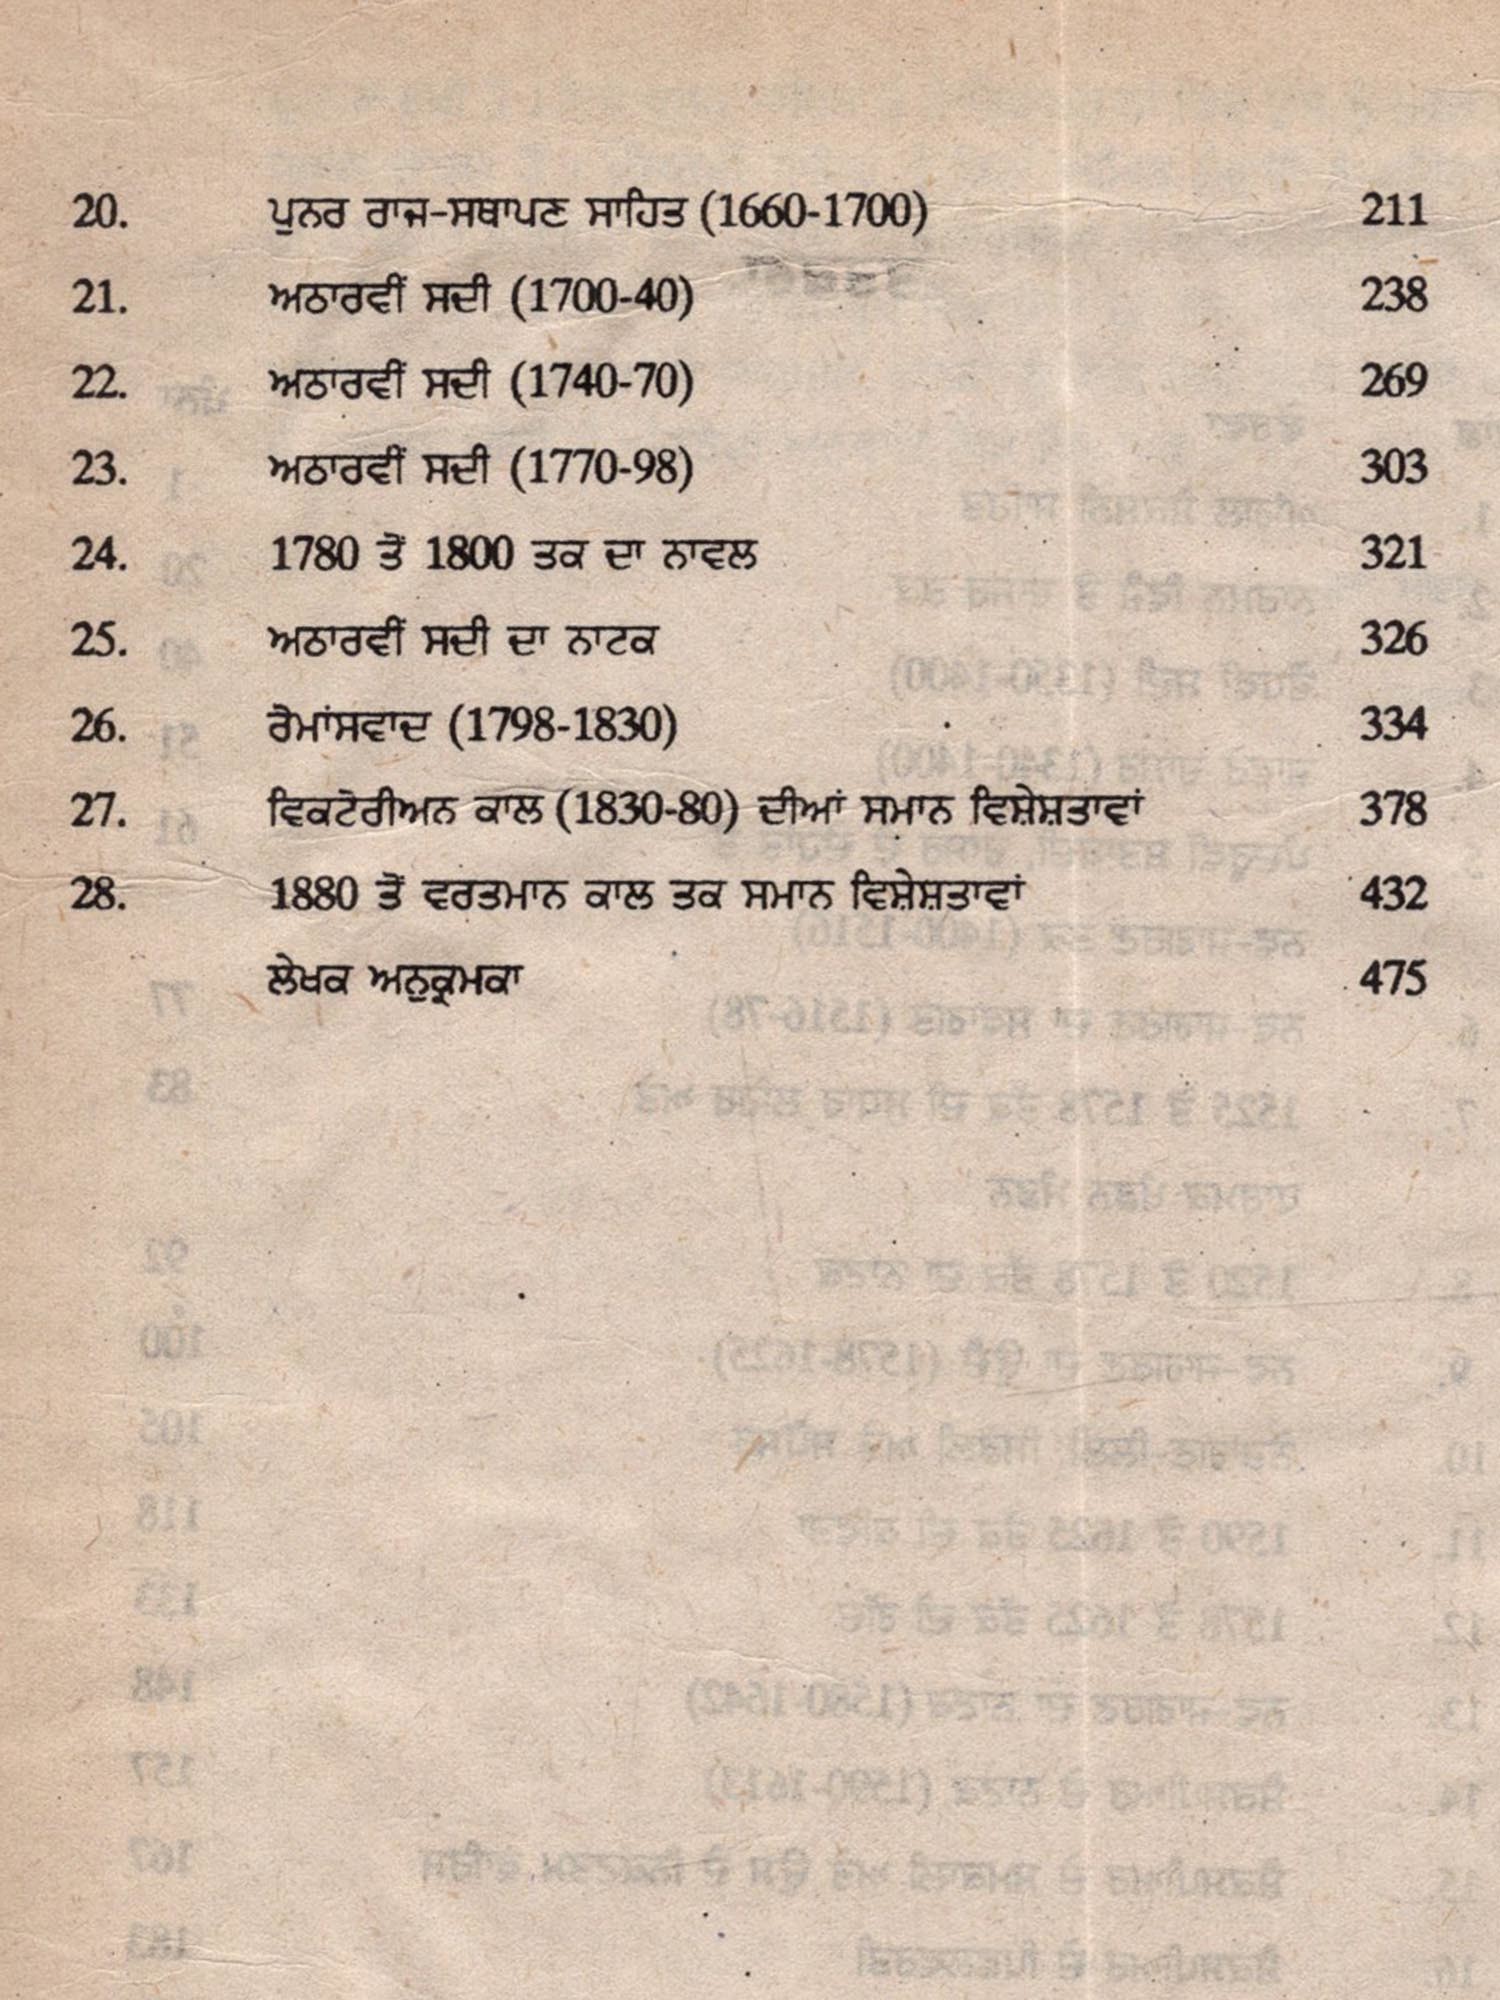 20. ਪੁਨਰ ਰਾਜ-ਸਥਾਪਣ ਸਾਹਿਤ (1660-1700) 211
21. ਅਠਾਰਵੀਂ ਸਦੀ (1700-40) 238
22. ਅਠਾਰਵੀਂ ਸਦੀ (1740-70) 269
23. ਅਠਾਰਵੀਂ ਸਦੀ (1770-98) 303
24. 1780 ਤੋਂ 1800 ਤਕ ਦਾ ਨਾਵਲ 321
25. ਅਠਾਰਵੀਂ ਸਦੀ ਦਾ ਨਾਟਕ 326
26. ਰੋਮਾਂਸਵਾਦ (1798-1830) 334
27. ਵਿਕਟੋਰੀਅਨ ਕਾਲ (1830-80) ਦੀਆਂ ਸਮਾਨ ਵਿਸ਼ੇਸ਼ਤਾਵਾਂ 378
28. 1880 ਤੋਂ ਵਰਤਮਾਨ ਕਾਲ ਤਕ ਸਮਾਨ ਵਿਸ਼ੇਸ਼ਤਾਵਾਂ 432
ਲੇਖਕ ਅਨੁਕ੍ਰਮਕਾ 475